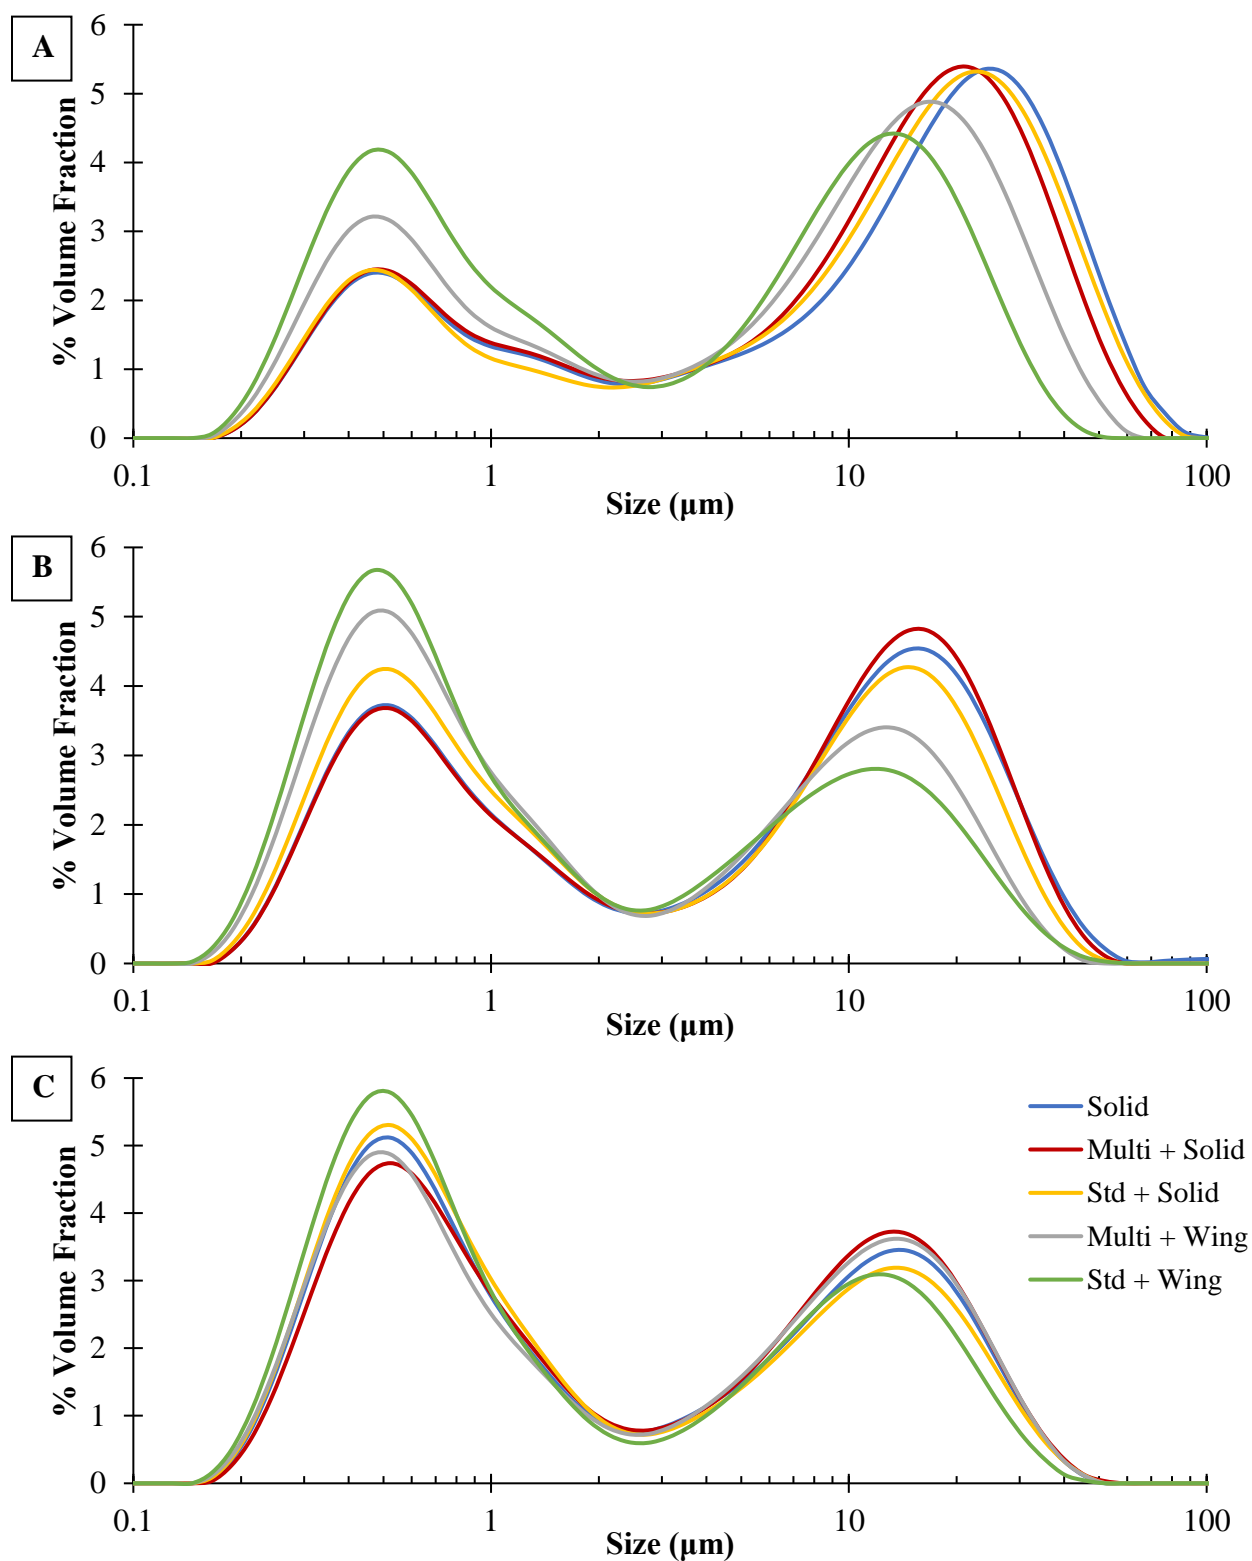 A
% Volume Fraction
6
5
4
3
2
1
0
0.1 1 10 100
Size (µm)
B
% Volume Fraction
6
5
4
3
2
1
0
0.1 1 10 100
Size (µm)
C
% Volume Fraction
6
5
4
3
2
1
0
0.1 1 10 100
Size (µm)
Solid
Multi + Solid
Std + Solid
Multi + Wing
Std + Wing